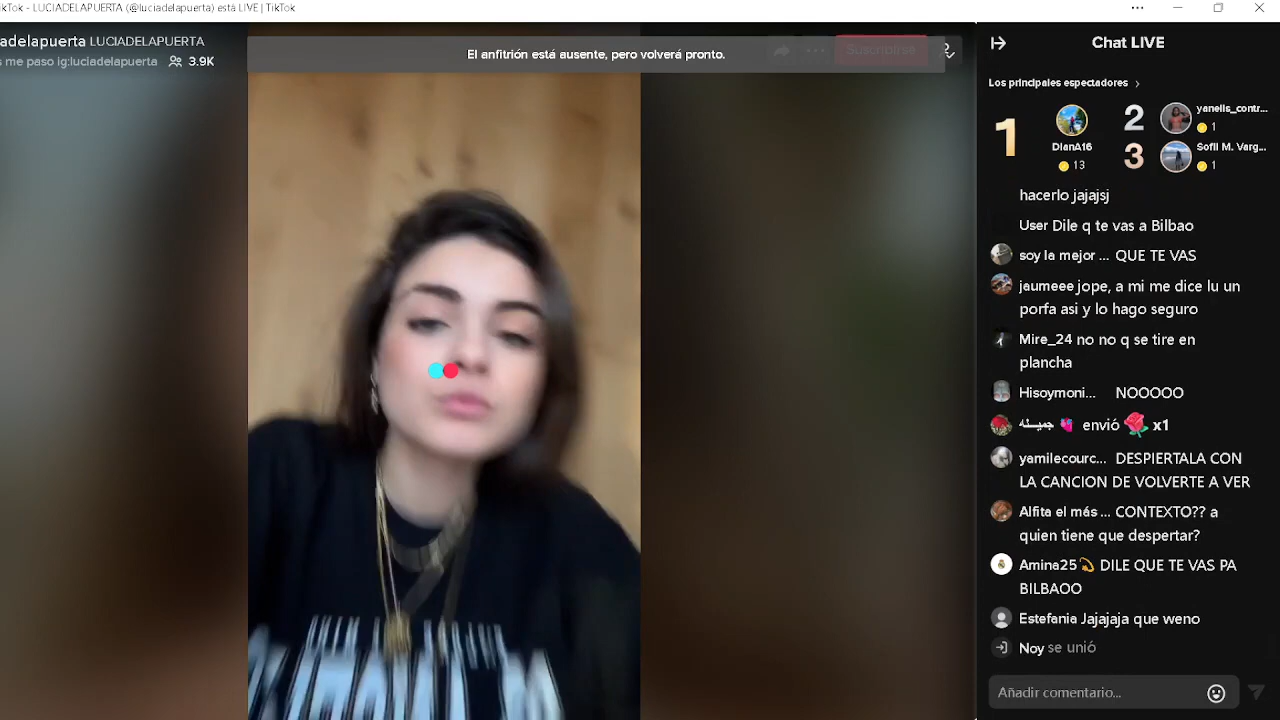 kTok - LUCIADELAPUERTA (@luciadelapuerta) está LIVE | TikTok
adelapuerta LUCIADELAPUERTA
s me paso ig:luciadelapuerta 3.9K
El anfitrión está ausente, pero volverá pronto.
Suscribirse
Chat LIVE
Los principales espectadores >
1
DianA16
13
2
yanells_contr...
1
3
Sofii M. Varg...
1
hacerlo jajajsj
User Dile q te vas a Bilbao
soy la mejor ... QUE TE VAS
jaumeee jope, a mi me dice lu un
porfa asi y lo hago seguro
Mire_24 no no q se tire en
plancha
Hisoymoni... NOOOOO
envió x1
yamilecourc... DESPIERTALA CON
LA CANCION DE VOLVERTE A VER
Alfita el más ... CONTEXTO?? a
quien tiene que despertar?
Amina25💫 DILE QUE TE VAS PA
BILBAOO
Estefania Jajajaja que weno
Noy se unió
Añadir comentario...